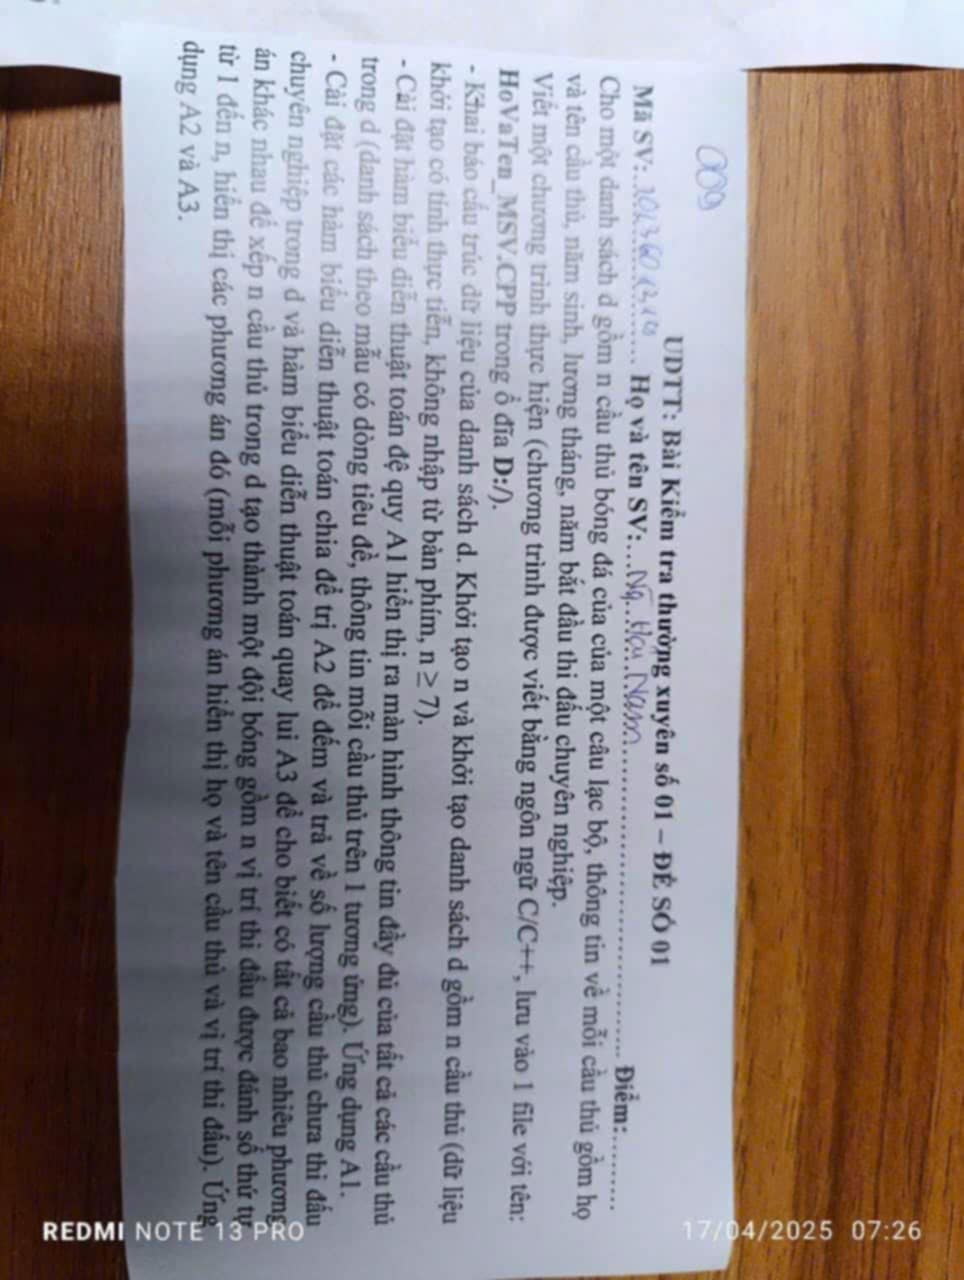 009
UDTT: Bài Kiểm tra thường xuyên số 01 – ĐỀ SỐ 01
Mã SV: Họ và tên SV:...Ng. Hải Nam Điểm:.........
Cho một danh sách d gồm n cầu thủ bóng đá của của một câu lạc bộ, thông tin về mỗi cầu thủ gồm họ
và tên cầu thủ, năm sinh, lương tháng, năm bắt đầu thi đấu chuyên nghiệp.
Viết một chương trình thực hiện (chương trình được viết bằng ngôn ngữ C/C++, lưu vào 1 file với tên:
HoVaTen_MSV.CPP trong ổ đĩa D:/).
- Khai báo cấu trúc dữ liệu của danh sách d. Khởi tạo n và khởi tạo danh sách d gồm n cầu thủ (dữ liệu
khởi tạo có tính thực tiễn, không nhập từ bàn phím, n ≥ 7).
- Cài đặt hàm biểu diễn thuật toán đệ quy A1 hiển thị ra màn hình thông tin đầy đủ của tất cả các cầu thủ
trong d (danh sách theo mẫu có dòng tiêu đề, thông tin mỗi cầu thủ trên 1 tương ứng). Ứng dụng A1.
- Cài đặt các hàm biểu diễn thuật toán chia để trị A2 để đếm và trả về số lượng cầu thủ chưa thi đấu
chuyên nghiệp trong d và hàm biểu diễn thuật toán quay lui A3 để cho biết có tất cả bao nhiêu phương
án khác nhau để xếp n cầu thủ trong d tạo thành một đội bóng gồm n vị trí thi đấu được đánh số thứ tự
từ 1 đến n, hiển thị các phương án đó (mỗi phương án hiển thị họ và tên cầu thủ và vị trí thi đấu). Ứng
dụng A2 và A3.
REDMI NOTE 13 PRO 17/04/2025 07:26